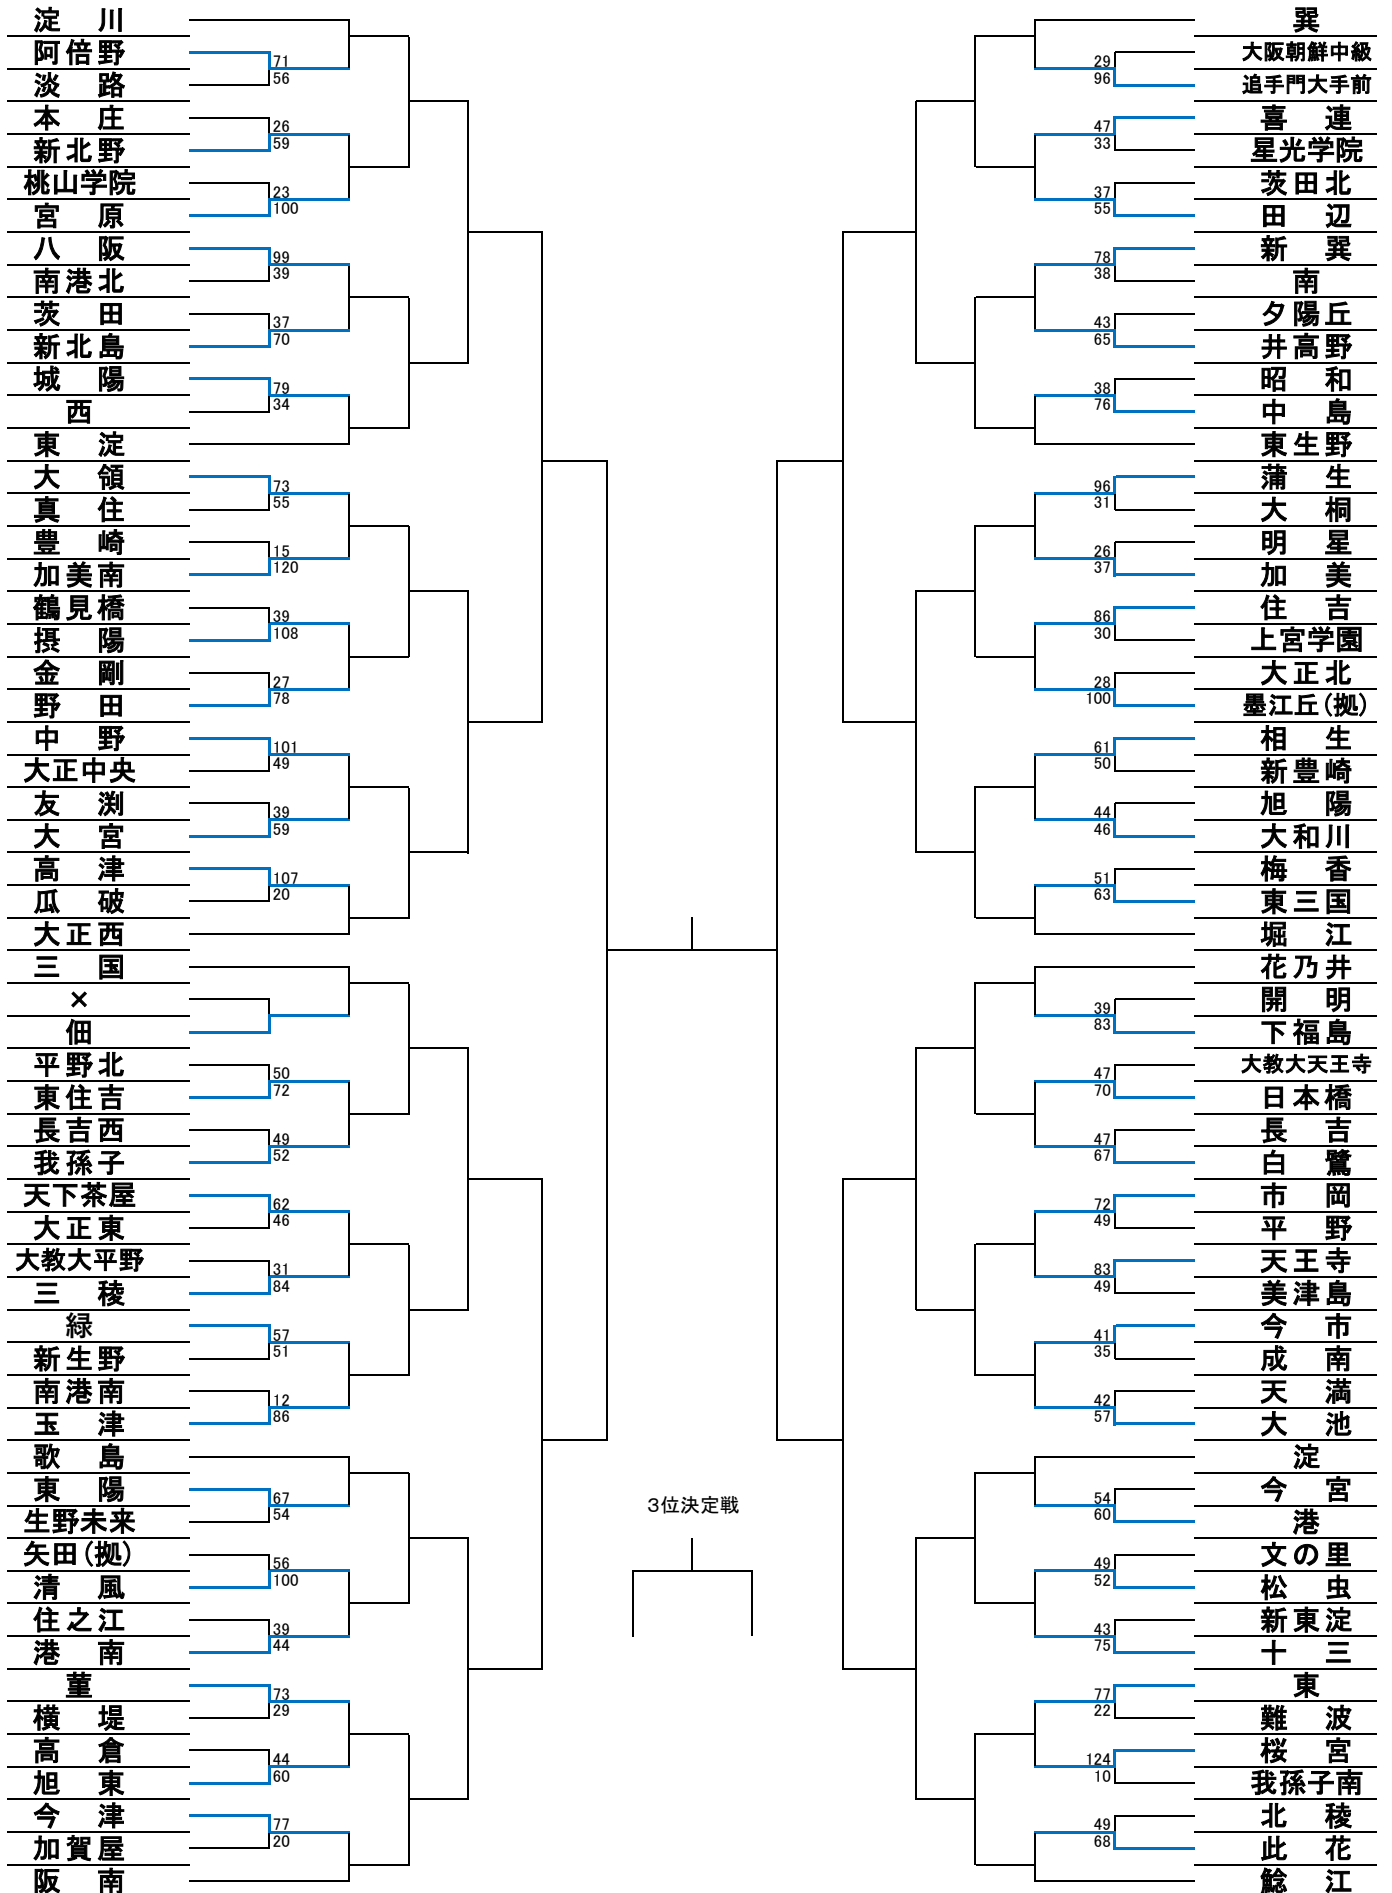 淀川
阿倍野
71
淡路
56
本庄
26
新北野
59
桃山学院
23
宮原
100
八阪
99
南港北
39
茨田
37
新北島
70
城陽
79
西
34
東淀
大領
73
真住
55
豊崎
15
加美南
120
鶴見橋
39
摂陽
108
金剛
27
野田
78
中野
101
大正中央
49
友渕
39
大宮
59
高津
107
瓜破
20
大正西
三国
×
佃
平野北
50
東住吉
72
長吉西
49
我孫子
52
天下茶屋
62
大正東
46
大教大平野
31
三稜
84
緑
57
新生野
51
南港南
12
玉津
86
歌島
東陽
67
生野未来
54
矢田(拠)
56
清風
100
住之江
39
港南
44
菫
73
横堤
29
高倉
44
旭東
60
今津
77
加賀屋
20
阪南
3位決定戦
巽
大阪朝鮮中級
29
追手門大手前
96
喜連
47
星光学院
33
茨田北
37
田辺
55
新巽
78
南
38
夕陽丘
43
井高野
65
昭和
38
中島
76
東生野
蒲生
96
大桐
31
明星
26
加美
37
住吉
86
上宮学園
30
大正北
28
墨江丘(拠)
100
相生
61
新豊崎
50
旭陽
44
大和川
46
梅香
51
東三国
63
堀江
花乃井
開明
39
下福島
83
大教大天王寺
47
日本橋
70
長吉
47
白鷺
67
市岡
72
平野
49
天王寺
83
美津島
49
今市
41
成南
35
天満
42
大池
57
淀
今宮
54
港
60
文の里
49
松虫
52
新東淀
43
十三
75
東
77
難波
22
桜宮
124
我孫子南
10
北稜
49
此花
68
鯰江